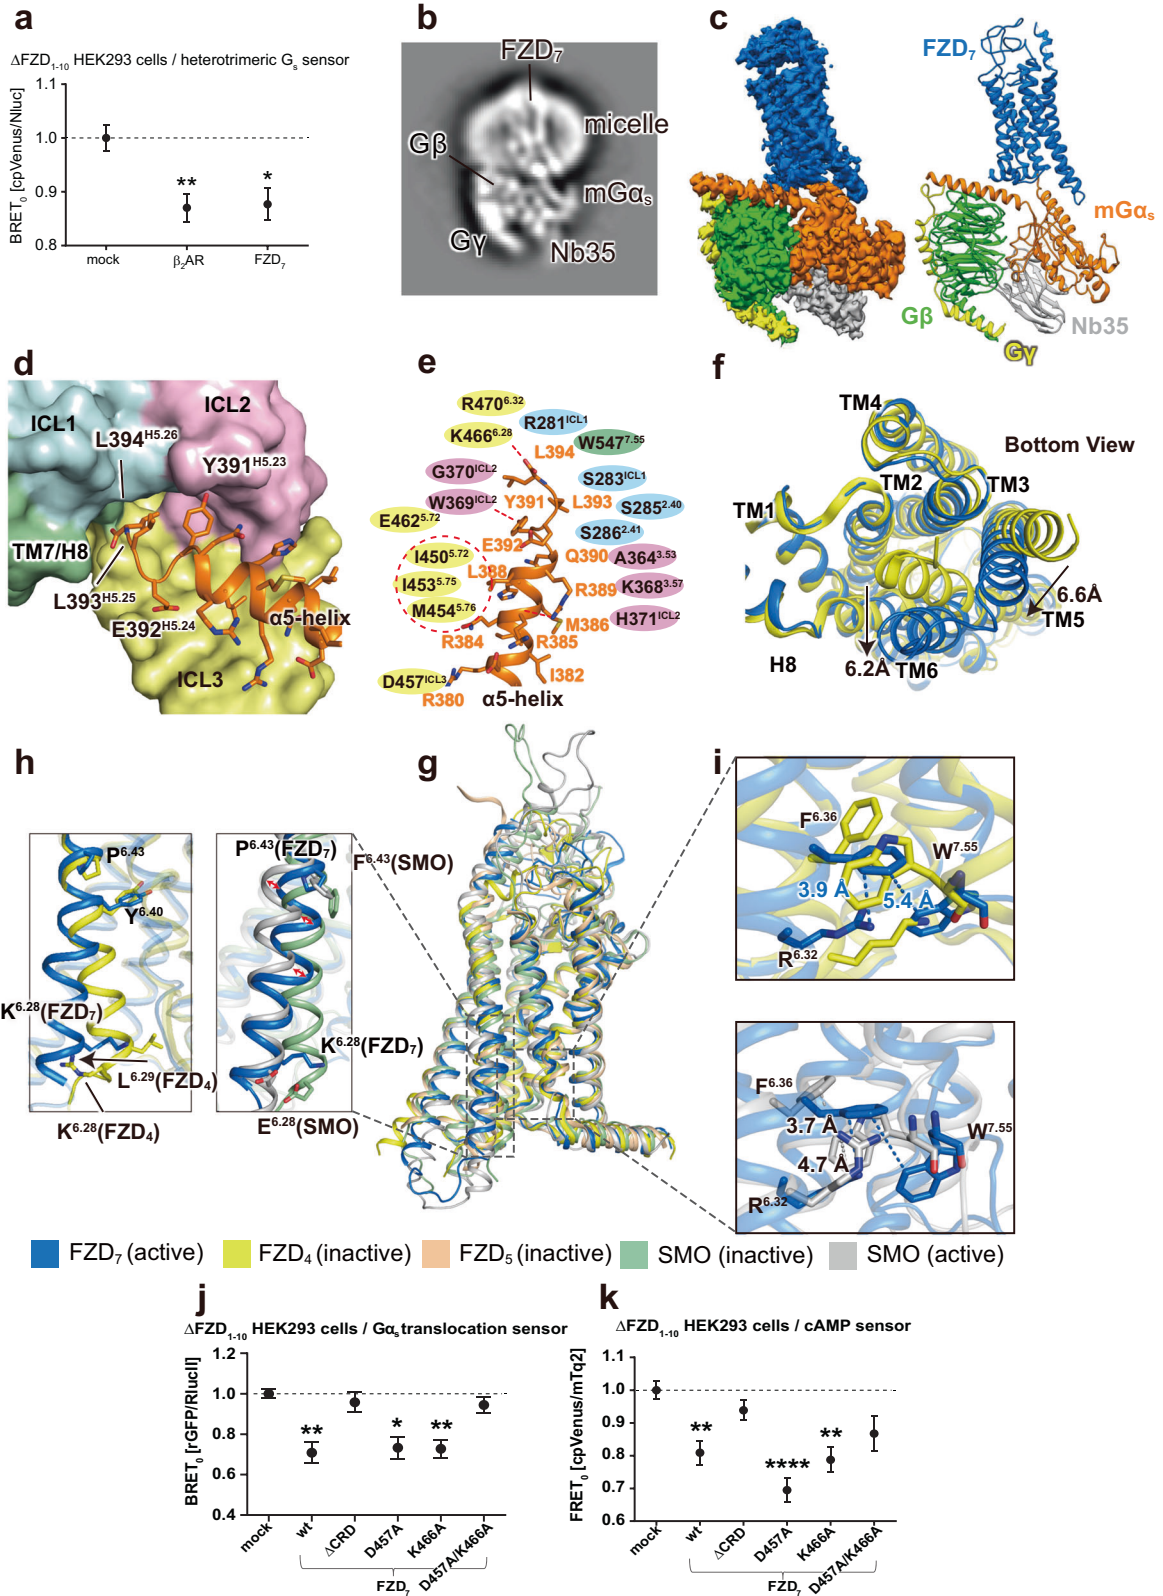 a
ΔFZD1-10 HEK293 cells / heterotrimeric Gs sensor
BRET0 [cpVenus/Nluc]
1.1
1.0
0.9
0.8
**
*
mock
β2AR
FZD7
b
FZD7
micelle
Gβ
mGαs
Gγ
Nb35
c
FZD7
mGαs
Gβ
Nb35
Gγ
d
ICL1
ICL2
L394H5.26
Y391H5.23
TM7/H8
L393H5.25
E392H5.24
α5-helix
ICL3
e
R4706.32
R281ICL1
K4666.28
W5477.55
L394
G370ICL2
S283ICL1
Y391
L393
W369ICL2
S2852.40
E4625.72
S2862.41
E392
Q390
A3643.53
I4505.72
L388
I4535.75
R389
K3683.57
M4545.76
M386
H371ICL2
R384
R385
D457ICL3
I382
R380
α5-helix
f
TM4
Bottom View
TM2
TM3
TM1
6.6Å
TM5
H8
6.2Å
TM6
h
P6.43
Y6.40
K6.28(FZD7)
L6.29(FZD4)
K6.28(FZD4)
P6.43(FZD7)
F6.43(SMO)
K6.28(FZD7)
E6.28(SMO)
g
i
F6.36
W7.55
3.9 Å
5.4 Å
R6.32
F6.36
3.7 Å
W7.55
4.7 Å
R6.32
FZD7 (active)
FZD4 (inactive)
FZD5 (inactive)
SMO (inactive)
SMO (active)
j
ΔFZD1-10 HEK293 cells / Gαs translocation sensor
BRET0 [rGFP/RlucII]
1.2
1.0
0.8
0.6
0.4
**
*
**
mock
wt
ΔCRD
D457A
K466A
D457A/K466A
FZD7
k
ΔFZD1-10 HEK293 cells / cAMP sensor
FRET0 [cpVenus/mTq2]
1.1
1.0
0.9
0.8
0.7
0.6
**
****
**
mock
wt
ΔCRD
D457A
K466A
D457A/K466A
FZD7